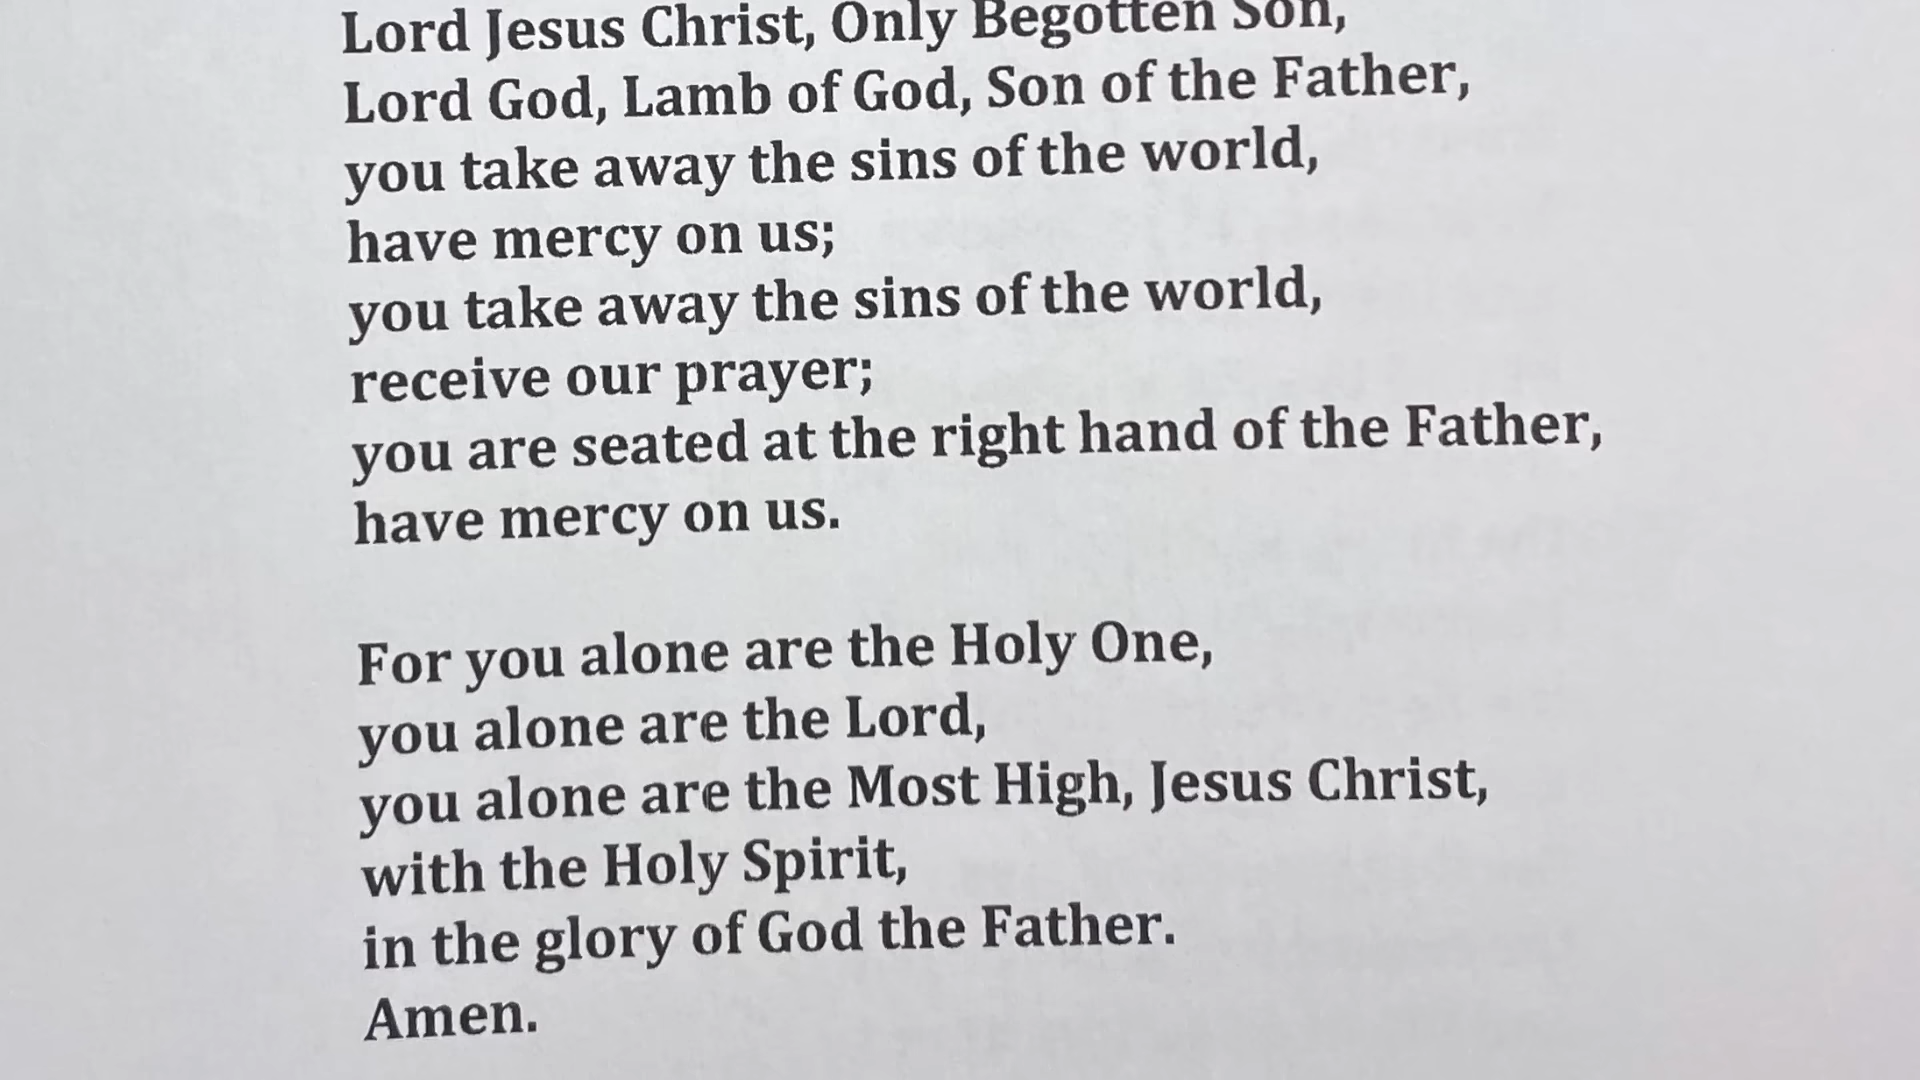 Lord Jesus Christ, Only Begotten Son,
Lord God, Lamb of God, Son of the Father,
you take away the sins of the world,
have mercy on us;
you take away the sins of the world,
receive our prayer;
you are seated at the right hand of the Father,
have mercy on us.
For you alone are the Holy One,
you alone are the Lord,
you alone are the Most High, Jesus Christ,
with the Holy Spirit,
in the glory of God the Father.
Amen.